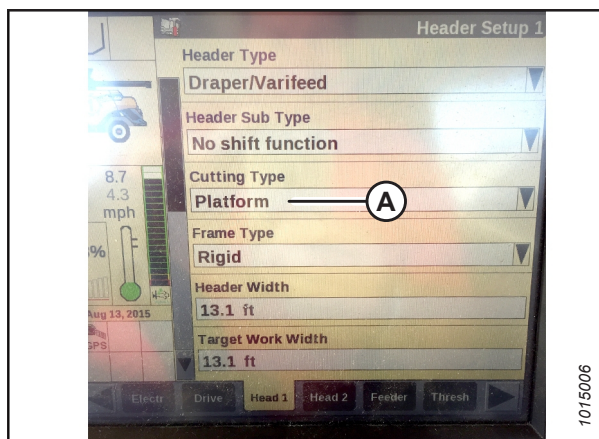 Header Setup 1
Header Type
Draper/Varifeed
Header Sub Type
No shift function
Cutting Type
Platform
A
Frame Type
Rigid
Header Width
13.1 ft
Target Work Width
13.1 ft
8.7
4.3
mph
%
Aug 13, 2015
GPS
Electr
Drive
Head 1
Head 2
Feeder
Thresh
1015006